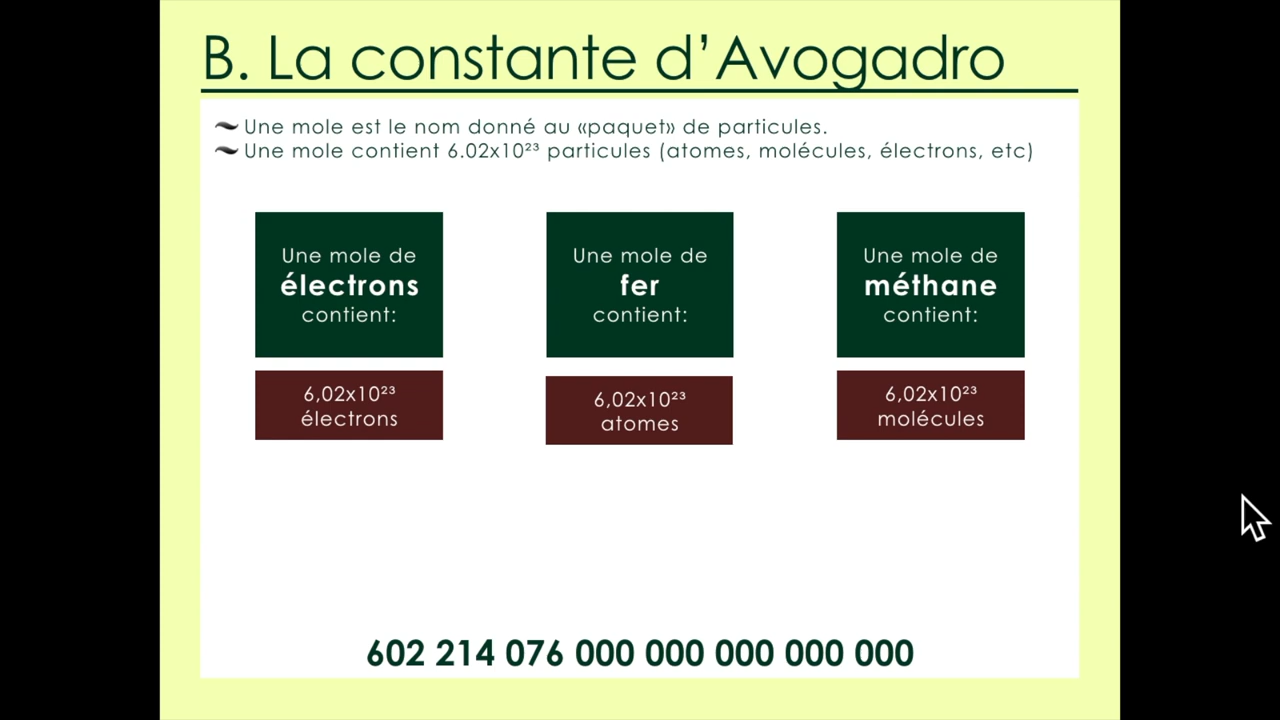 B. La constante d’Avogadro
Une mole est le nom donné au «paquet» de particules.
Une mole contient 6.02x10²³ particules (atomes, molécules, électrons, etc)
Une mole de
électrons
contient:
6,02x10²³
électrons
Une mole de
fer
contient:
6,02x10²³
atomes
Une mole de
méthane
contient:
6,02x10²³
molécules
602 214 076 000 000 000 000 000